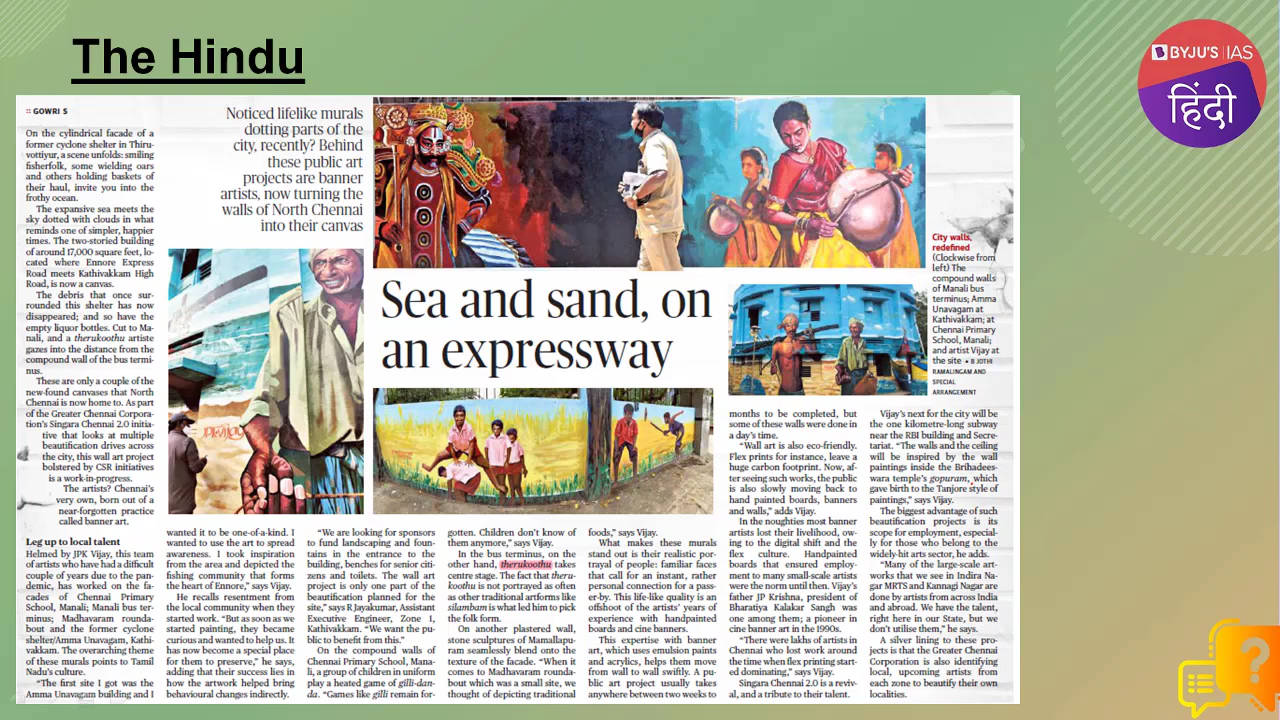 The Hindu
BYJU'S | IAS
हिंदी
:: GOWRI S
On the cylindrical facade of a
former cyclone shelter in Thiru-
vottiyur, a scene unfolds: smiling
fisherfolk, some wielding oars
and others holding baskets of
their haul, invite you into the
frothy ocean.
The expansive sea meets the
sky dotted with clouds in what
reminds one of simpler, happier
times. The two-storied building
of around 17,000 square feet, lo-
cated where Ennore Express
Road meets Kathivakkam High
Road, is now a canvas.
The debris that once sur-
rounded this shelter has now
disappeared; and so have the
empty liquor bottles. Cut to Ma-
nali, and a therukoothu artiste
gazes into the distance from the
compound wall of the bus termi-
nus.
These are only a couple of the
new-found canvases that North
Chennai is now home to. As part
of the Greater Chennai Corpora-
tion's Singara Chennai 2.0 initia-
tive that looks at multiple
beautification drives across
the city, this wall art project
bolstered by CSR initiatives
is a work-in-progress.
The artists? Chennai's
very own, born out of a
near-forgotten practice
called banner art.
Leg up to local talent
Helmed by JPK Vijay, this team
of artists who have had a difficult
couple of years due to the pan-
demic, has worked on the fa-
cades of Chennai Primary
School, Manali; Manali bus ter-
minus; Madhavaram rounda-
bout and the former cyclone
shelter/Amma Unavagam, Kathi-
vakkam. The overarching theme
of these murals points to Tamil
Nadu's culture.
"The first site I got was the
Amma Unavagam building and I
Noticed lifelike murals
dotting parts of the
city, recently? Behind
these public art
projects are banner
artists, now turning the
walls of North Chennai
into their canvas
Sea and sand, on
an expressway
City walls,
redefined
(Clockwise from
left) The
compound walls
of Manali bus
terminus; Amma
Unavagam at
Kathivakkam; at
Chennai Primary
School, Manali;
and artist Vijay at
the site • B JOTHI
RAMALINGAM AND
SPECIAL
ARRANGEMENT
wanted it to be one-of-a-kind. I
wanted to use the art to spread
awareness. I took inspiration
from the area and depicted the
fishing community that forms
the heart of Ennore," says Vijay.
He recalls resentment from
the local community when they
started work. "But as soon as we
started painting, they became
curious and wanted to help us. It
has now become a special place
for them to preserve," he says,
adding that their success lies in
how the artwork helped bring
behavioural changes indirectly.
"We are looking for sponsors
to fund landscaping and foun-
tains in the entrance to the
building, benches for senior citi-
zens and toilets. The wall art
project is only one part of the
beautification planned for the
site," says R Jayakumar, Assistant
Executive Engineer, Zone 1,
Kathivakkam. "We want the pu-
blic to benefit from this."
On the compound walls of
Chennai Primary School, Mana-
li, a group of children in uniform
play a heated game of gilli-dan-
da. "Games like gilli remain for-
gotten. Children don't know of
them anymore," says Vijay.
In the bus terminus, on the
other hand, therukoothu takes
centre stage. The fact that theru-
koothu is not portrayed as often
as other traditional artforms like
silambam is what led him to pick
the folk form.
On another plastered wall,
stone sculptures of Mamallapu-
ram seamlessly blend onto the
texture of the facade. "When it
comes to Madhavaram rounda-
bout which was a small site, we
thought of depicting traditional
foods," says Vijay.
What makes these murals
stand out is their realistic por-
trayal of people: familiar faces
that call for an instant, rather
personal connection for a pass-
er-by. This life-like quality is an
offshoot of the artists' years of
experience with handpainted
boards and cine banners.
This expertise with banner
art, which uses emulsion paints
and acrylics, helps them move
from wall to wall swiftly. A pu-
blic art project usually takes
anywhere between two weeks to
months to be completed, but
some of these walls were done in
a day's time.
"Wall art is also eco-friendly.
Flex prints for instance, leave a
huge carbon footprint. Now, af-
ter seeing such works, the public
is also slowly moving back to
hand painted boards, banners
and walls," adds Vijay.
In the noughties most banner
artists lost their livelihood, ow-
ing to the digital shift and the
flex culture. Handpainted
boards that ensured employ-
ment to many small-scale artists
were the norm until then. Vijay's
father JP Krishna, president of
Bharatiya Kalakar Sangh was
one among them; a pioneer in
cine banner art in the 1990s.
"There were lakhs of artists in
Chennai who lost work around
the time when flex printing start-
ed dominating," says Vijay.
Singara Chennai 2.0 is a reviv-
al, and a tribute to their talent.
Vijay's next for the city will be
the one kilometre-long subway
near the RBI building and Secre-
tariat. "The walls and the ceiling
will be inspired by the wall
paintings inside the Brihadees-
wara temple's gopuram, which
gave birth to the Tanjore style of
paintings," says Vijay.
The biggest advantage of such
beautification projects is its
scope for employment, especial-
ly for those who belong to the
widely-hit arts sector, he adds.
"Many of the large-scale art-
works that we see in Indira Na-
gar MRTS and Kannagi Nagar are
done by artists from across India
and abroad. We have the talent,
right here in our State, but we
don't utilise them," he says.
A silver lining to these pro-
jects is that the Greater Chennai
Corporation is also identifying
local, upcoming artists from
each zone to beautify their own
localities.